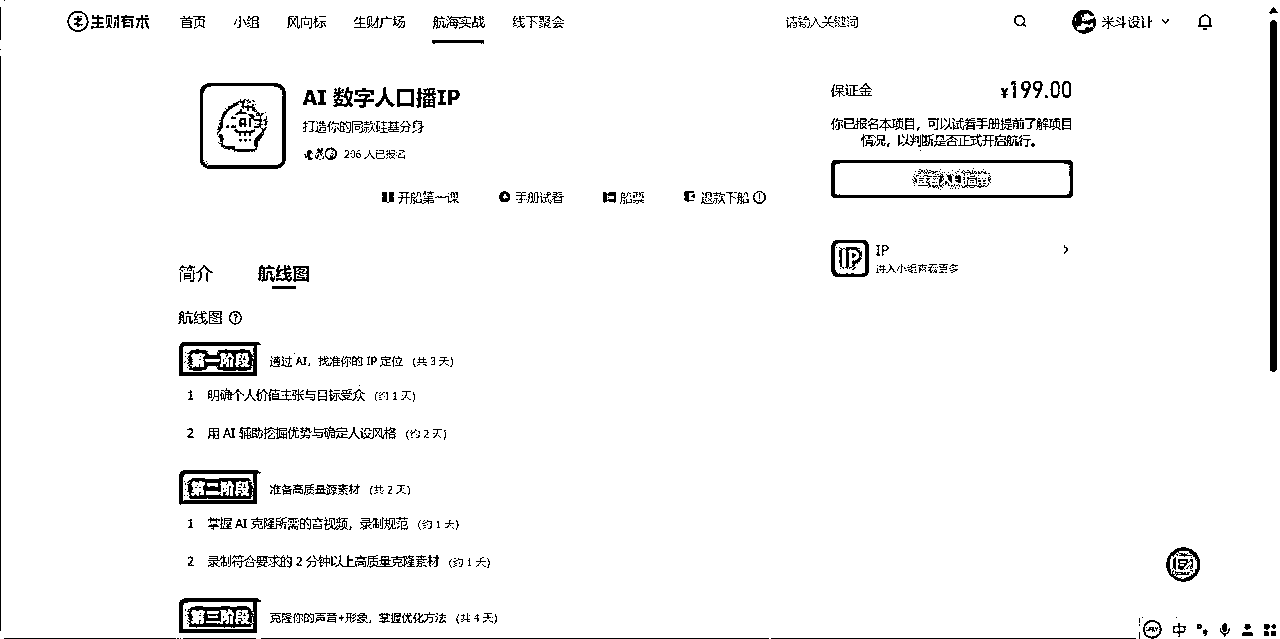 生财有术 首页 小组 风向标 生财广场 航海实战 线下聚会 请输入关键词 米斗设计
AI 数字人口播IP
打造你的同款硅基分身
296 人已报名
开船第一课 手册试看 船票 退款下船
保证金 ¥199.00
你已报名本项目，可以试看手册提前了解项目
情况，以判断是否正式开启航行。
IP
进入小组查看更多
简介 航线图
航线图
第一阶段 通过 AI，找准你的 IP 定位 (共 3 天)
1 明确个人价值主张与目标受众 (约 1 天)
2 用 AI 辅助挖掘优势与确定人设风格 (约 2 天)
第二阶段 准备高质量源素材 (共 2 天)
1 掌握 AI 克隆所需的音视频，录制规范 (约 1 天)
2 录制符合要求的 2 分钟以上高质量克隆素材 (约 1 天)
第三阶段 克隆你的声音+形象，掌握优化方法 (共 4 天)
中